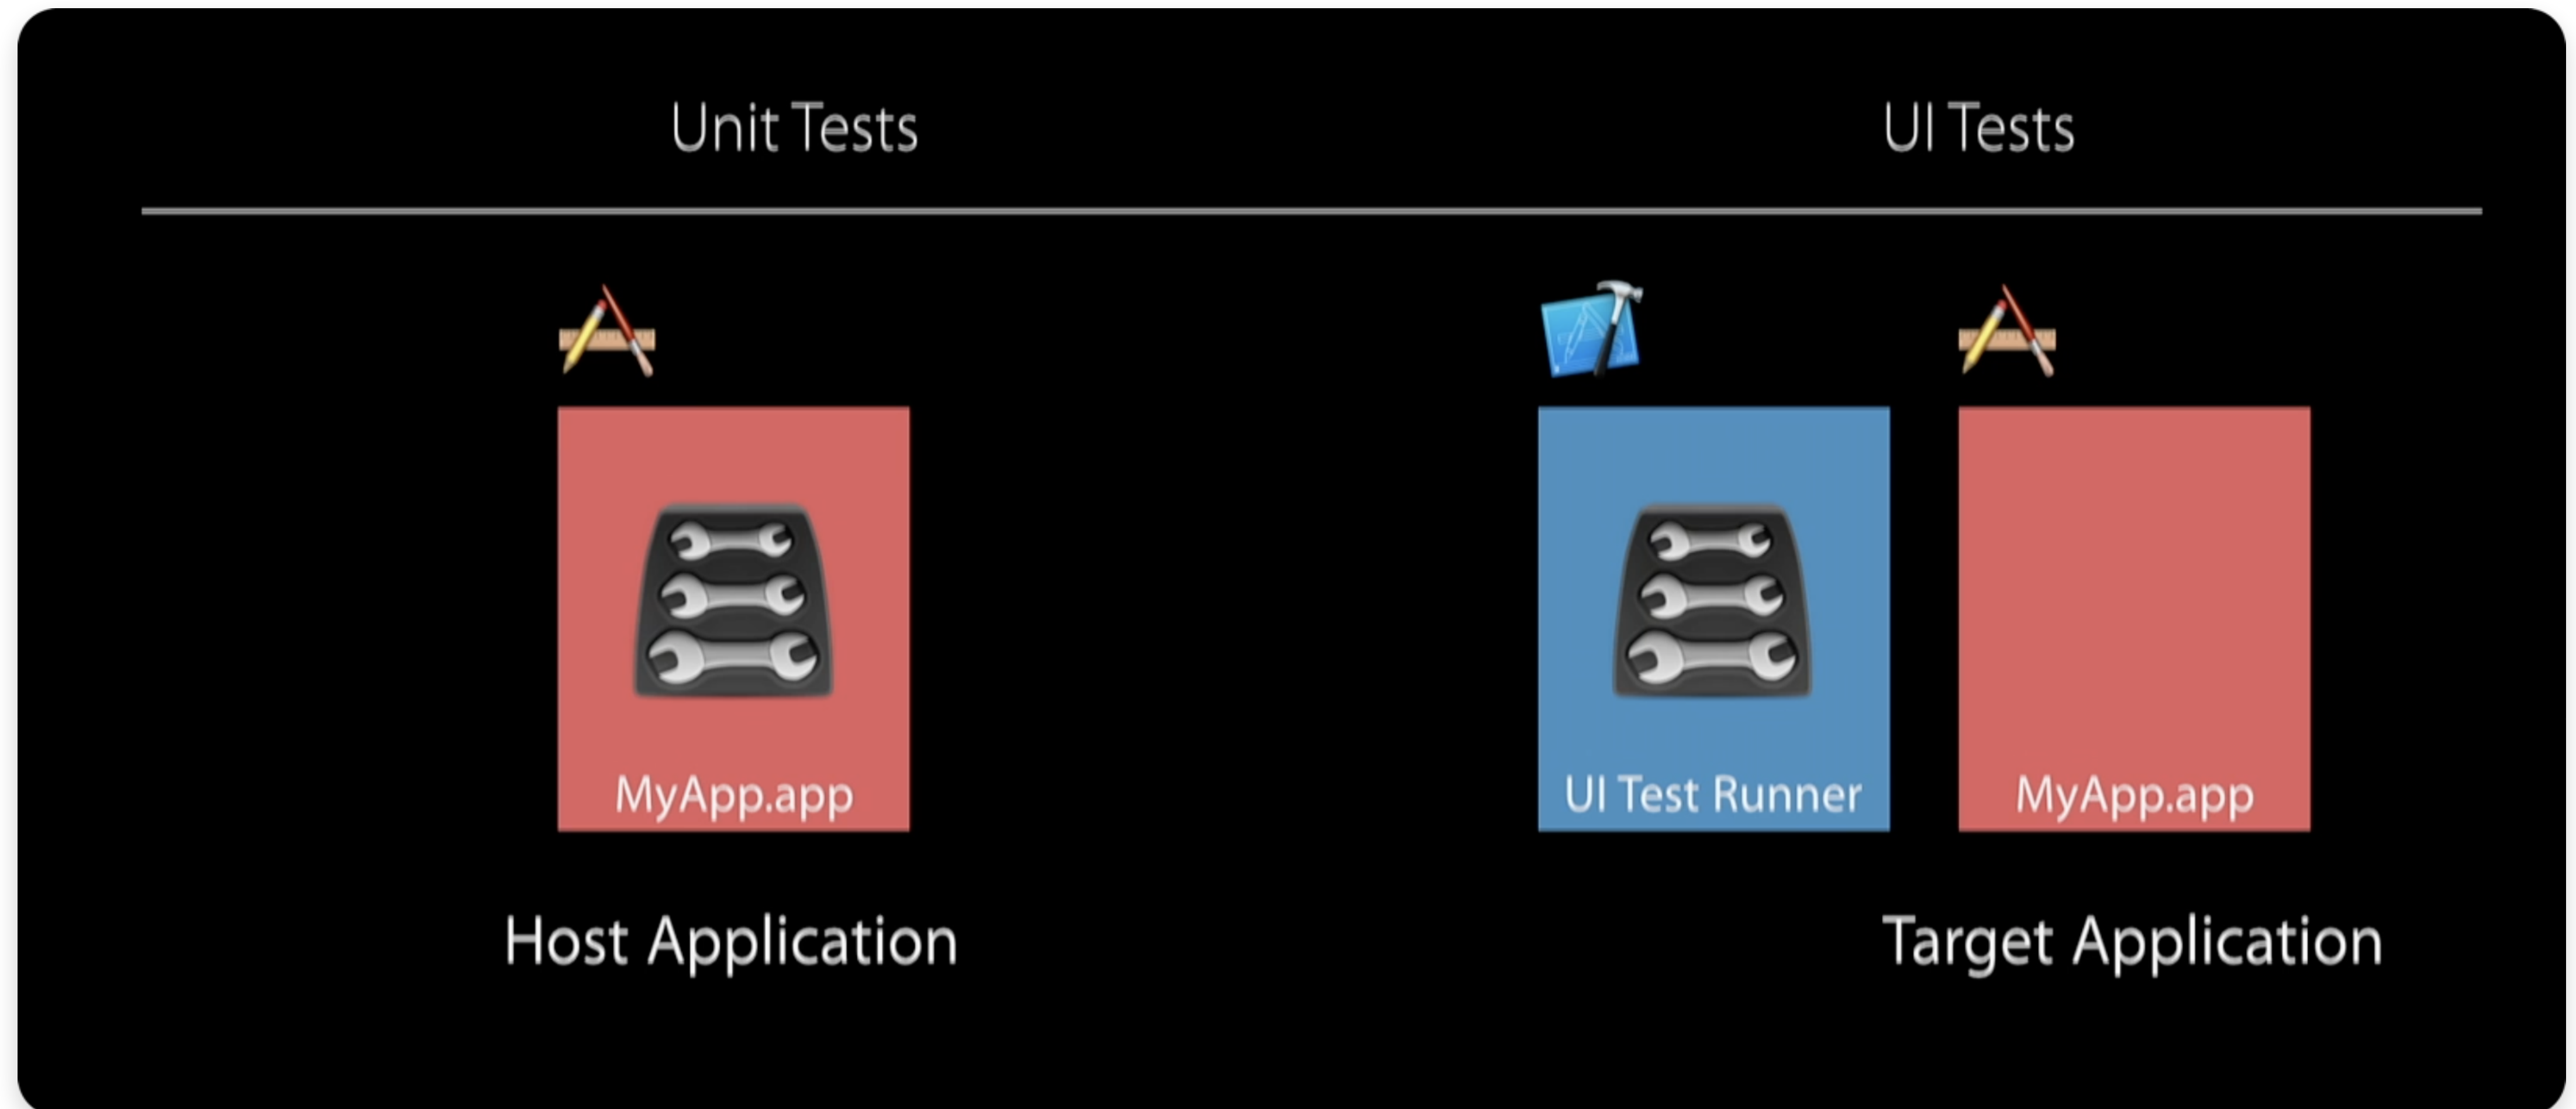 Unit Tests
UI Tests
MyApp.app
UI Test Runner
MyApp.app
Host Application
Target Application